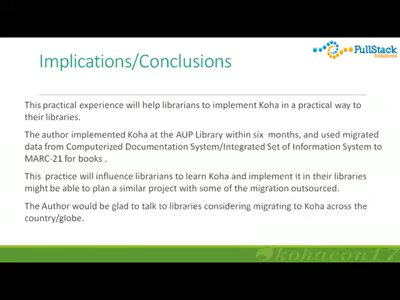 FullStack
Solutions
Implications/Conclusions
This practical experience will help librarians to implement Koha in a practical way to
their libraries.
The author implemented Koha at the AUP Library within six months, and used migrated
data from Computerized Documentation System/Integrated Set of Information System to
MARC-21 for books .
This practice will influence librarians to learn Koha and implement it in their libraries
might be able to plan a similar project with some of the migration outsourced.
The Author would be glad to talk to libraries considering migrating to Koha across the
country/globe.
kohacon17